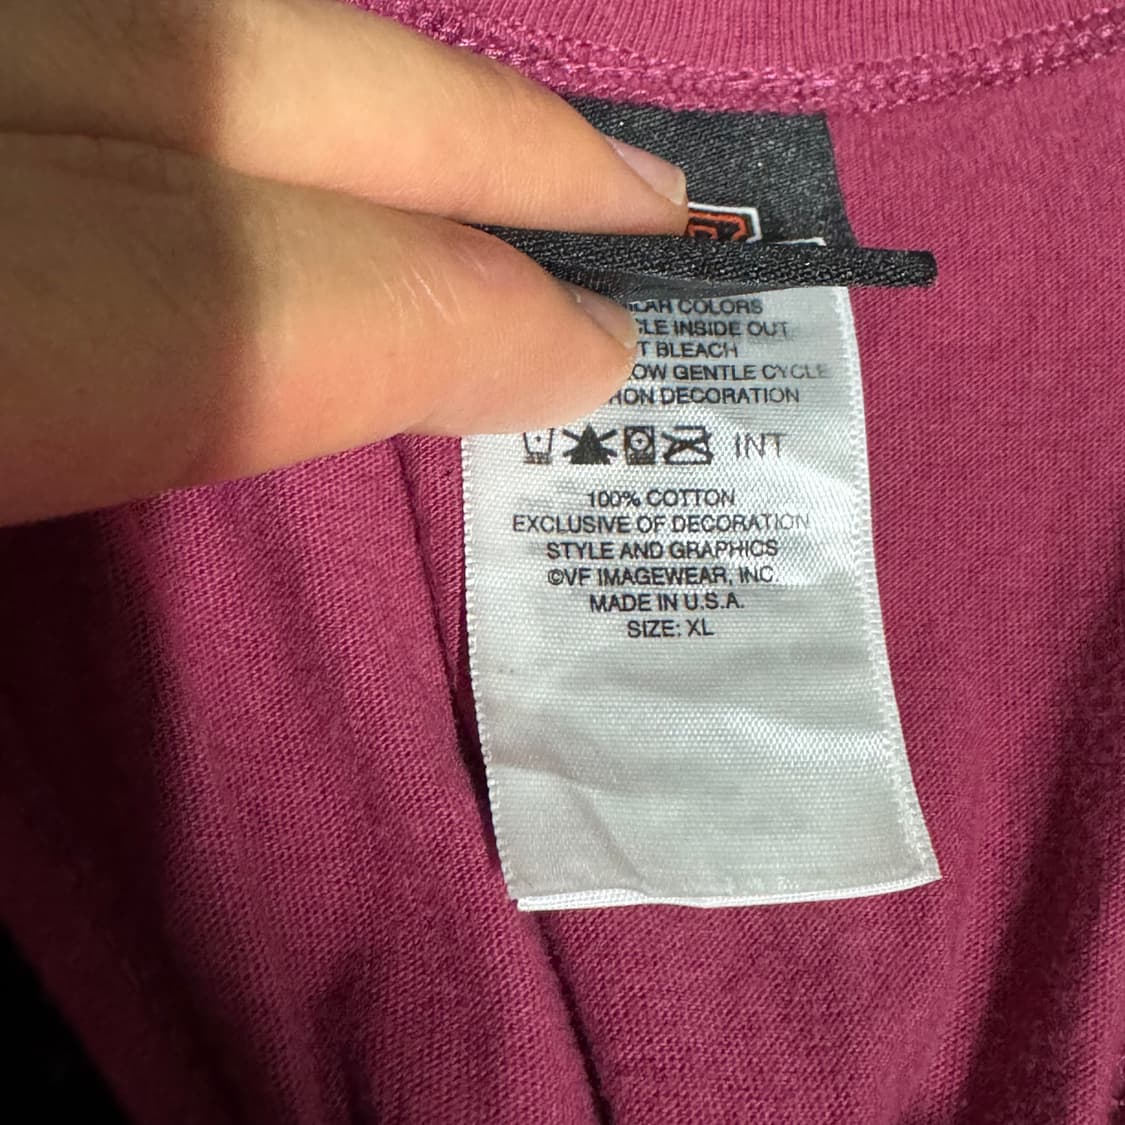 COLORS
INSIDE OUT
BLEACH
GENTLE CYCLE
DECORATION
INT
100% COTTON
EXCLUSIVE OF DECORATION
STYLE AND GRAPHICS
©VF IMAGEWEAR, INC.
MADE IN U.S.A.
SIZE: XL